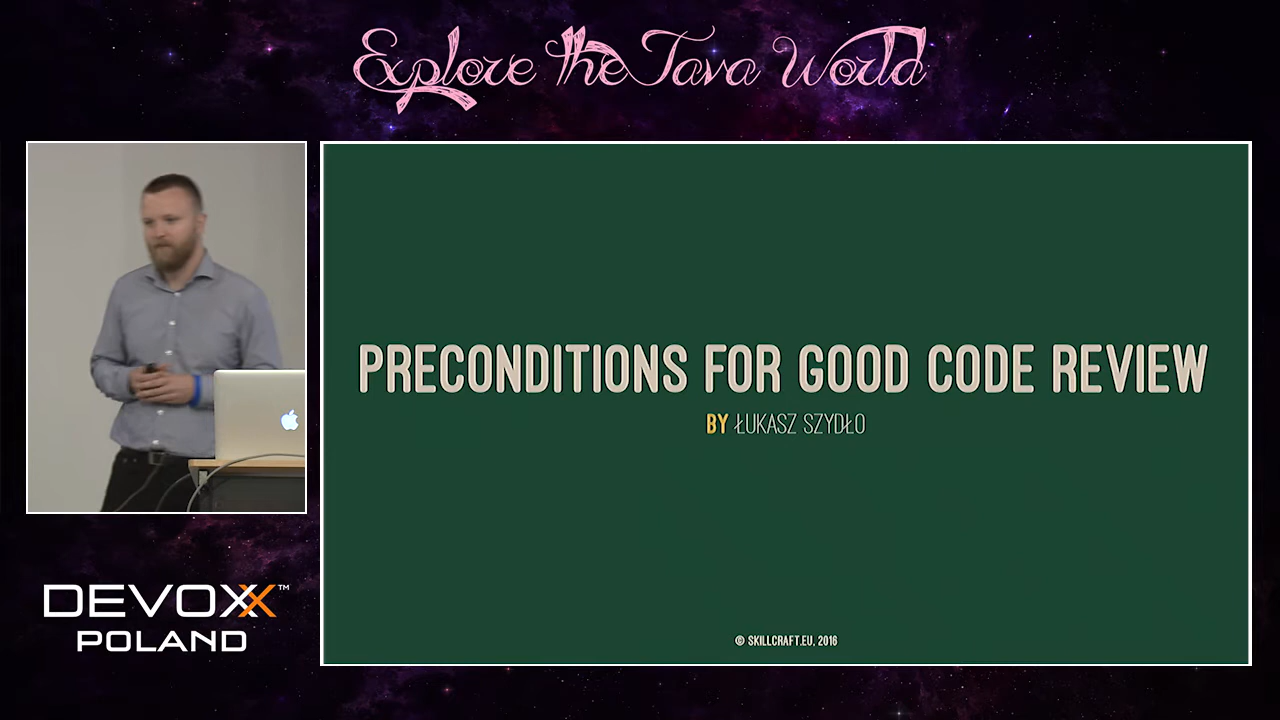 Explore the Java World
PRECONDITIONS FOR GOOD CODE REVIEW
BY ŁUKASZ SZYDŁO
© SKILLCRAFT.EU, 2016
DEVOXX™
POLAND